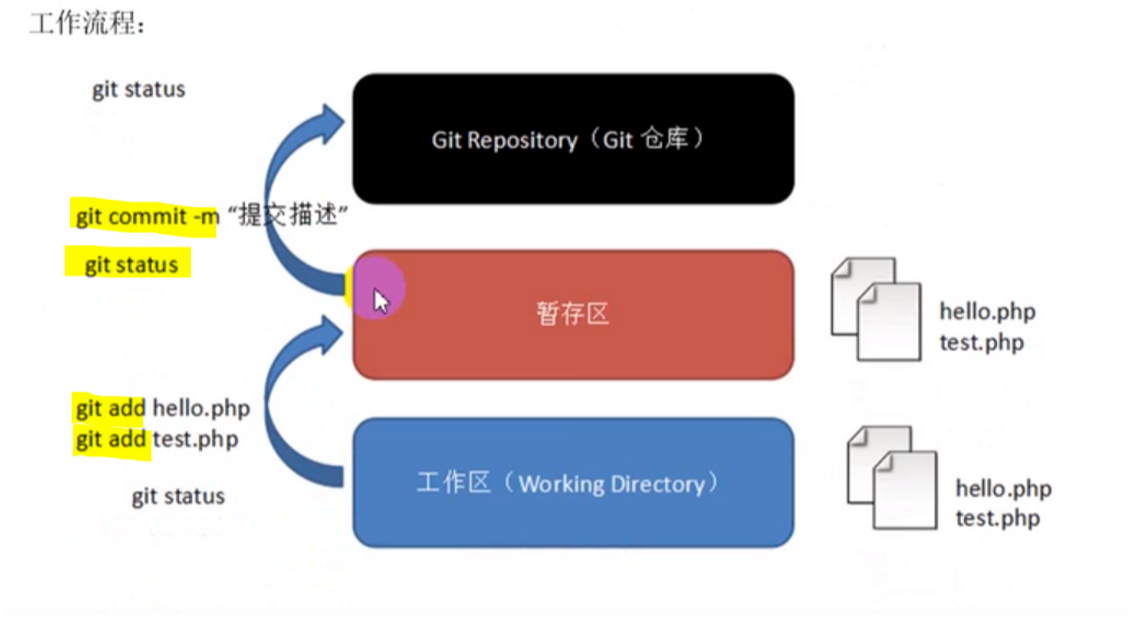 工作流程：
git status
Git Repository（Git 仓库）
git commit -m “提交描述”
git status
暂存区
hello.php
test.php
git add hello.php
git add test.php
git status
工作区（Working Directory）
hello.php
test.php